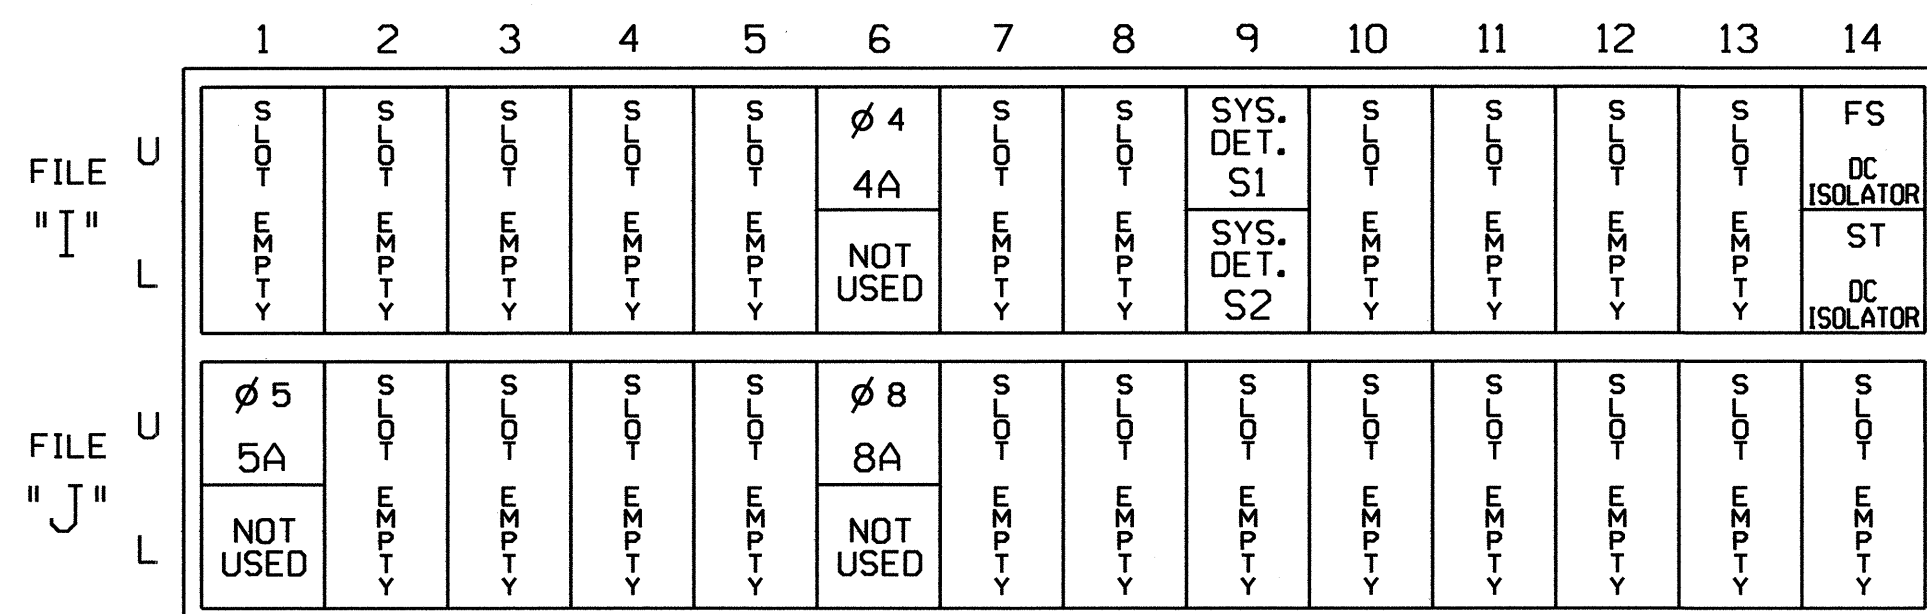 1 2 3 4 5 6 7 8 9 10 11 12 13 14
FILE "I"
U
L
SLOT EMPTY
SLOT EMPTY
SLOT EMPTY
SLOT EMPTY
SLOT EMPTY
ø 4
4A
NOT
USED
SLOT EMPTY
SLOT EMPTY
SYS.
DET.
S1
SYS.
DET.
S2
SLOT EMPTY
SLOT EMPTY
SLOT EMPTY
SLOT EMPTY
FS
DC
ISOLATOR
ST
DC
ISOLATOR
FILE "J"
U
L
ø 5
5A
NOT
USED
SLOT EMPTY
SLOT EMPTY
SLOT EMPTY
SLOT EMPTY
ø 8
8A
NOT
USED
SLOT EMPTY
SLOT EMPTY
SLOT EMPTY
SLOT EMPTY
SLOT EMPTY
SLOT EMPTY
SLOT EMPTY
SLOT EMPTY